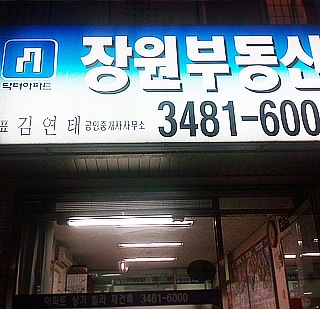 장원부동산
닥터아파트
표 김연태 공인중개사사무소 3481-600
아파트 상가 빌라 재건축 3481-6000